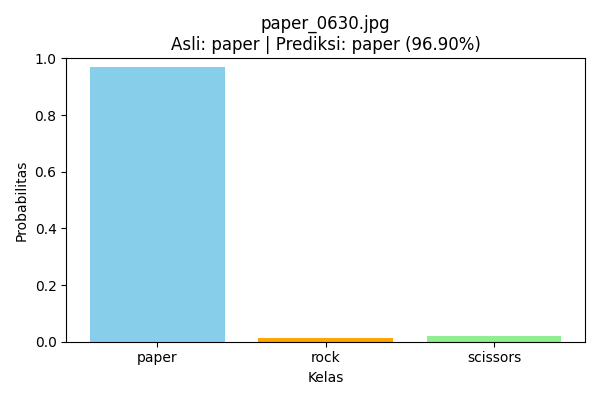 paper_0630.jpg
Asli: paper | Prediksi: paper (96.90%)
1.0
0.8
0.6
0.4
0.2
0.0
Probabilitas
paper rock scissors
Kelas